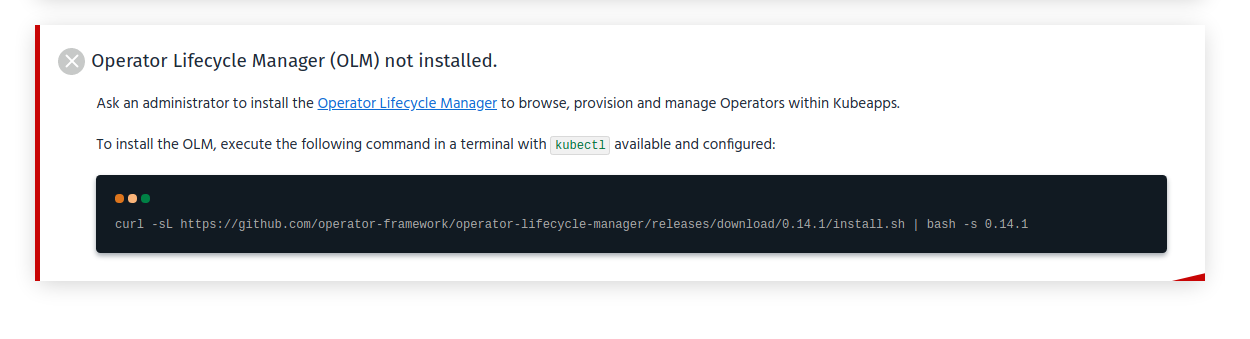 Operator Lifecycle Manager (OLM) not installed.
Ask an administrator to install the Operator Lifecycle Manager to browse, provision and manage Operators within Kubeapps.
To install the OLM, execute the following command in a terminal with kubectl available and configured:
curl -sL https://github.com/operator-framework/operator-lifecycle-manager/releases/download/0.14.1/install.sh | bash -s 0.14.1